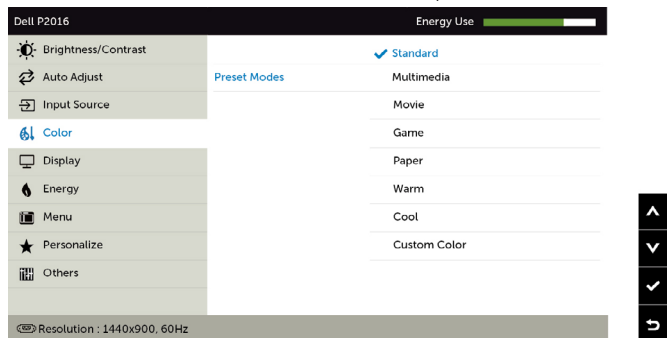 Dell P2016 Energy Use
Brightness/Contrast
Standard
Auto Adjust
Preset Modes
Multimedia
Input Source
Movie
Color
Game
Display
Paper
Energy
Warm
Menu
Cool
Personalize
Custom Color
Others
Resolution : 1440x900, 60Hz